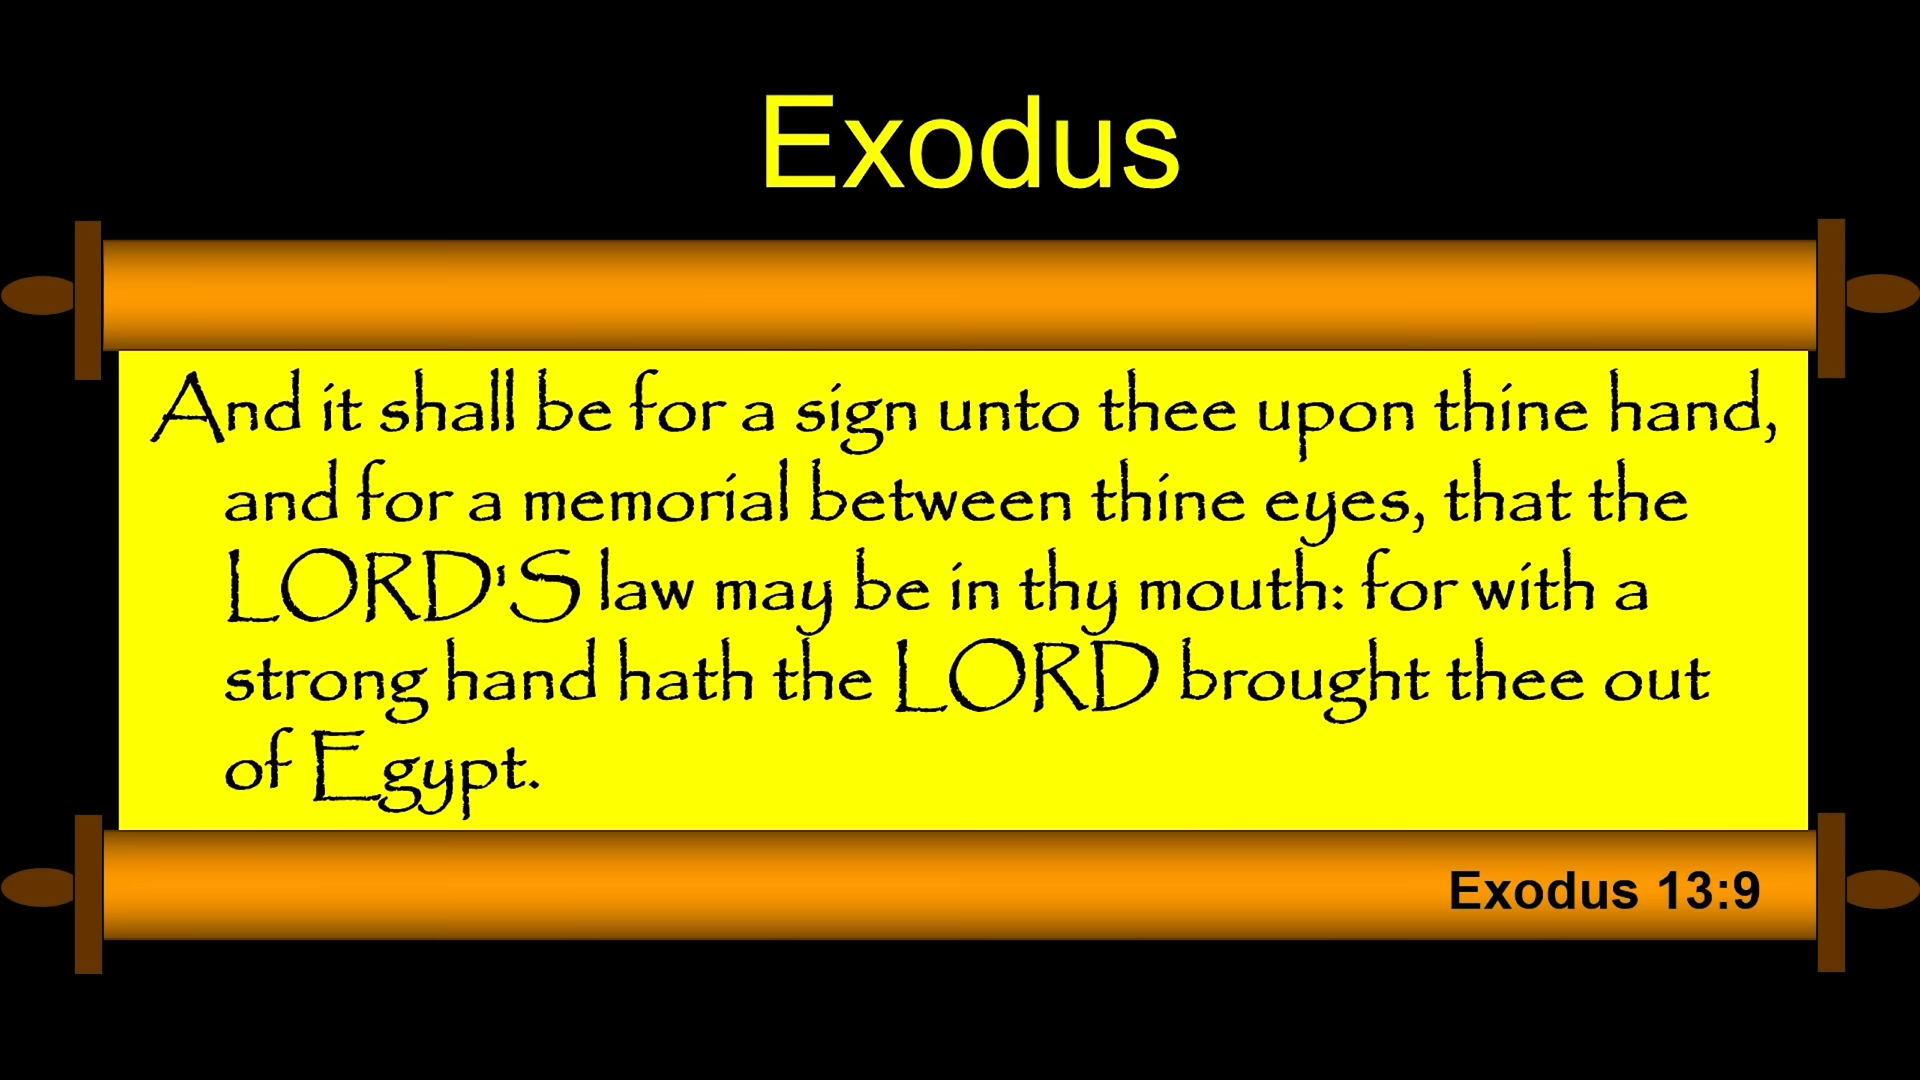 Exodus
And it shall be for a sign unto thee upon thine hand,
and for a memorial between thine eyes, that the
LORD'S law may be in thy mouth: for with a
strong hand hath the LORD brought thee out
of Egypt.
Exodus 13:9